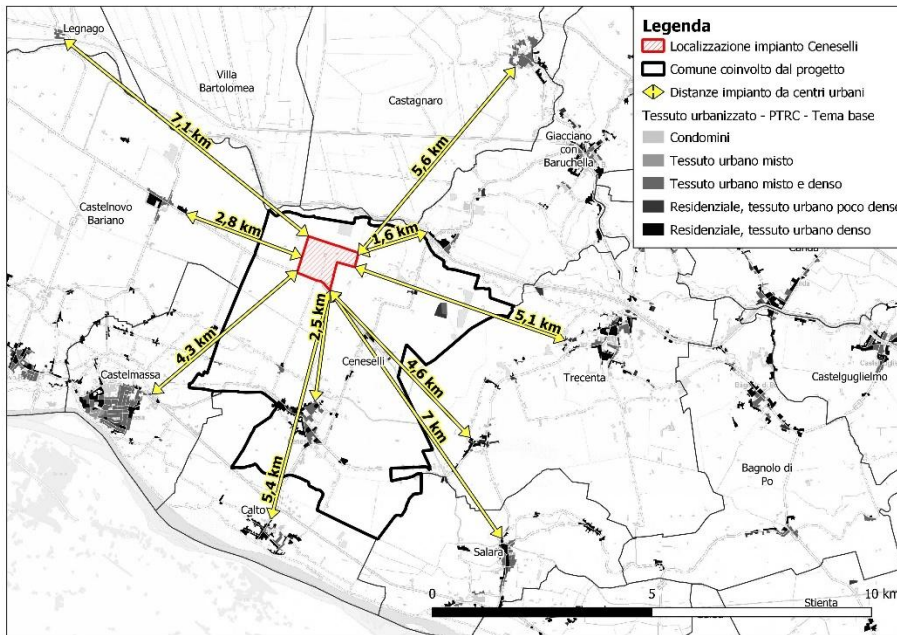 Legnago
Villa
Bartolomea
Castagnaro
7,1 km
5,6 km
Giacciano
con
Baruchella
Castelnovo
Bariano
2,8 km
1,6 km
5,1 km
4,3 km
2,5 km
Ceneselli
4,6 km
7 km
Castelmassa
Trecenta
Castelguglielmo
5,4 km
Bagnolo di
Po
Calto
Salara
Stienta
0
5
10 km
Legenda
Localizzazione impianto Ceneselli
Comune coinvolto dal progetto
Distanze impianto da centri urbani
Tessuto urbanizzato - PTRC - Tema base
Condomini
Tessuto urbano misto
Tessuto urbano misto e denso
Residenziale, tessuto urbano poco denso
Residenziale, tessuto urbano denso